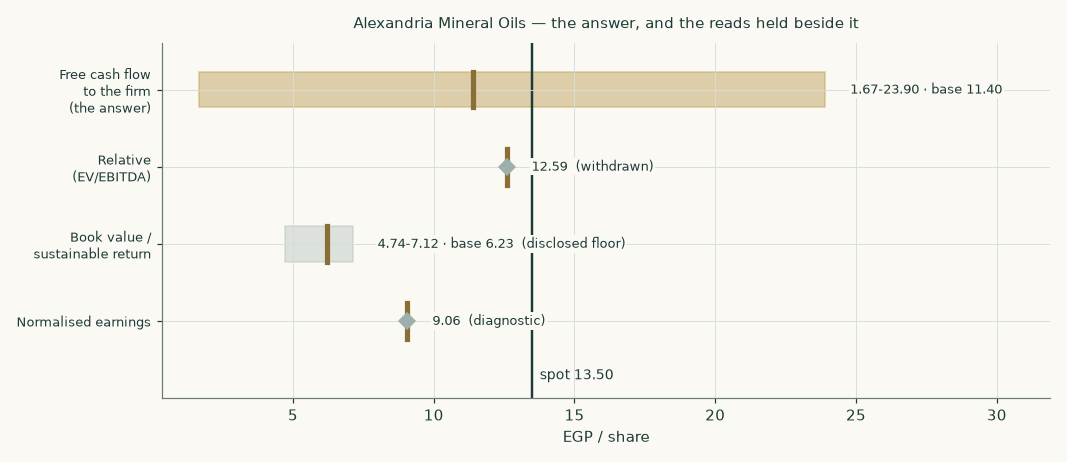 Alexandria Mineral Oils — the answer, and the reads held beside it
Free cash flow
to the firm
(the answer)
1.67-23.90 · base 11.40
Relative
(EV/EBITDA)
12.59  (withdrawn)
Book value /
sustainable return
4.74-7.12 · base 6.23  (disclosed floor)
Normalised earnings
9.06  (diagnostic)
spot 13.50
5 10 15 20 25 30
EGP / share